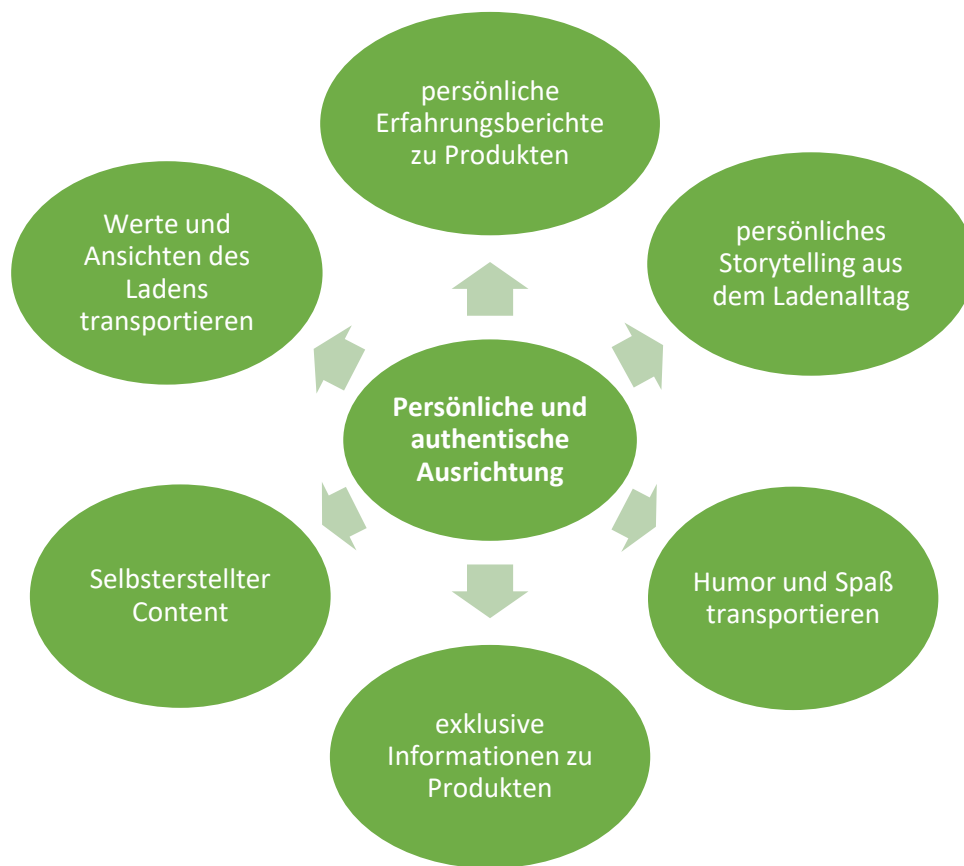 persönliche
Erfahrungsberichte
zu Produkten
Werte und
Ansichten des
Ladens
transportieren
persönliches
Storytelling aus
dem Ladenalltag
Persönliche und
authentische
Ausrichtung
Selbsterstellter
Content
Humor und Spaß
transportieren
exklusive
Informationen zu
Produkten